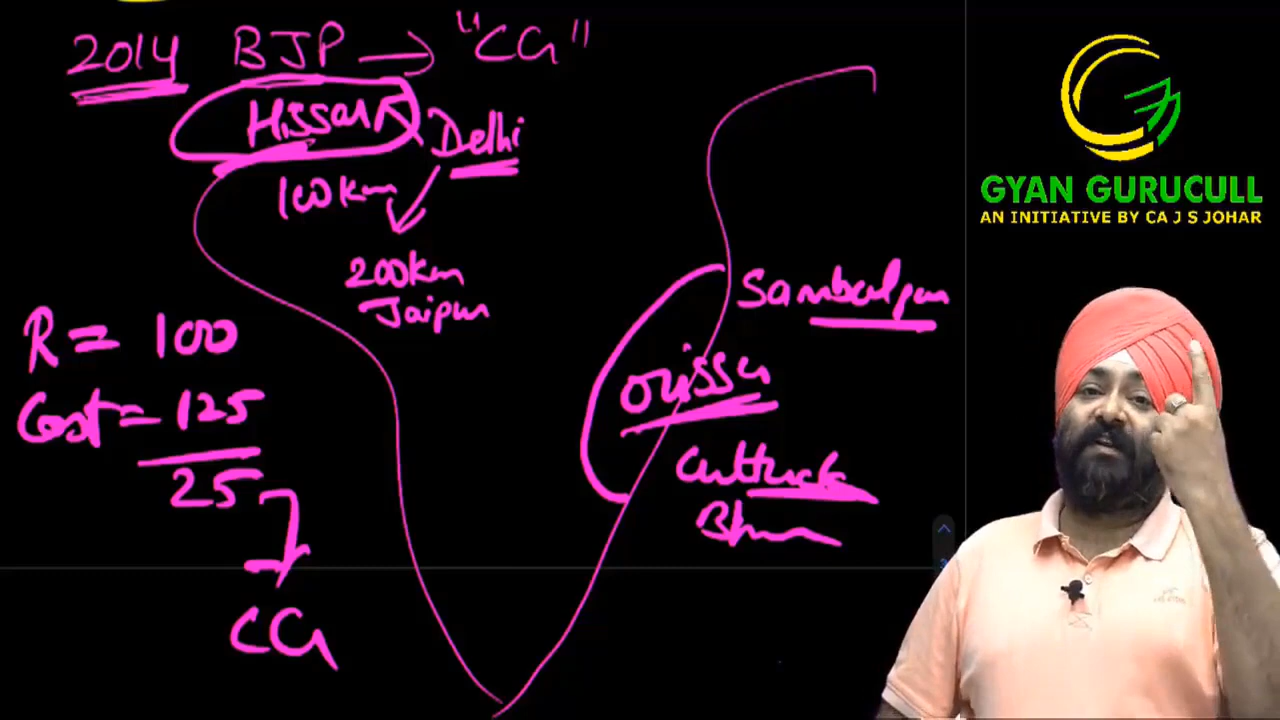 2014 BJP → "CG"
Hissar
Delhi
100km
200km
Jaipur
R = 100
Cost = 125
25
CG
Sambalpur
Orissa
Cuttuck
GYAN GURUCULL
AN INITIATIVE BY CA J S JOHAR